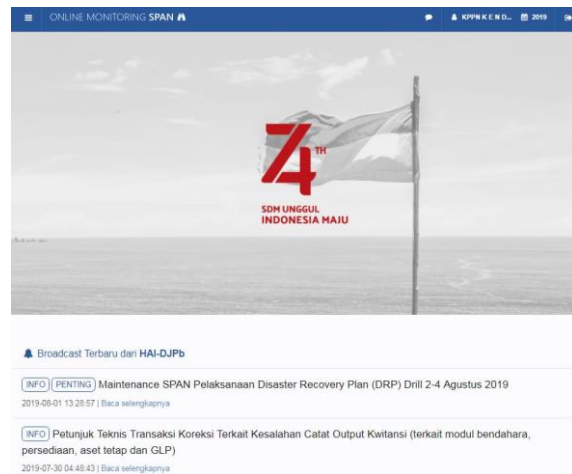 ONLINE MONITORING SPAN
KPPN K E N D... 2019
74 TH
SDM UNGGUL
INDONESIA MAJU
Broadcast Terbaru dari HAI-DJPb
INFO PENTING Maintenance SPAN Pelaksanaan Disaster Recovery Plan (DRP) Drill 2-4 Agustus 2019
2019-08-01 13:28:57 | Baca selengkapnya
INFO Petunjuk Teknis Transaksi Koreksi Terkait Kesalahan Catat Output Kwitansi (terkait modul bendahara,
persediaan, aset tetap dan GLP)
2019-07-30 04:48:43 | Baca selengkapnya